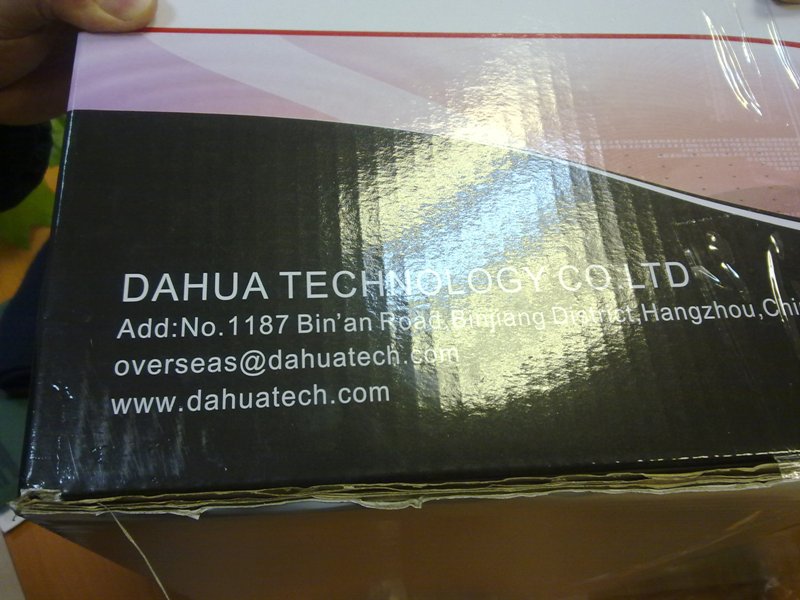 DAHUA TECHNOLOGY CO LTD
Add:No.1187 Bin'an Road,Binjiang District,Hangzhou,Chi
overseas@dahuatech.com
www.dahuatech.com